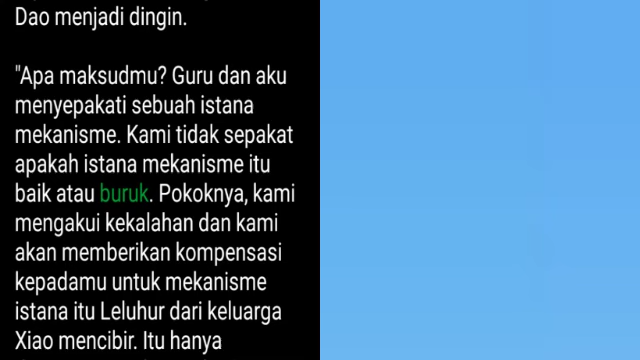 Dao menjadi dingin.
"Apa maksudmu? Guru dan aku
menyepakati sebuah istana
mekanisme. Kami tidak sepakat
apakah istana mekanisme itu
baik atau buruk. Pokoknya, kami
mengakui kekalahan dan kami
akan memberikan kompensasi
kepadamu untuk mekanisme
istana itu Leluhur dari keluarga
Xiao mencibir. Itu hanya